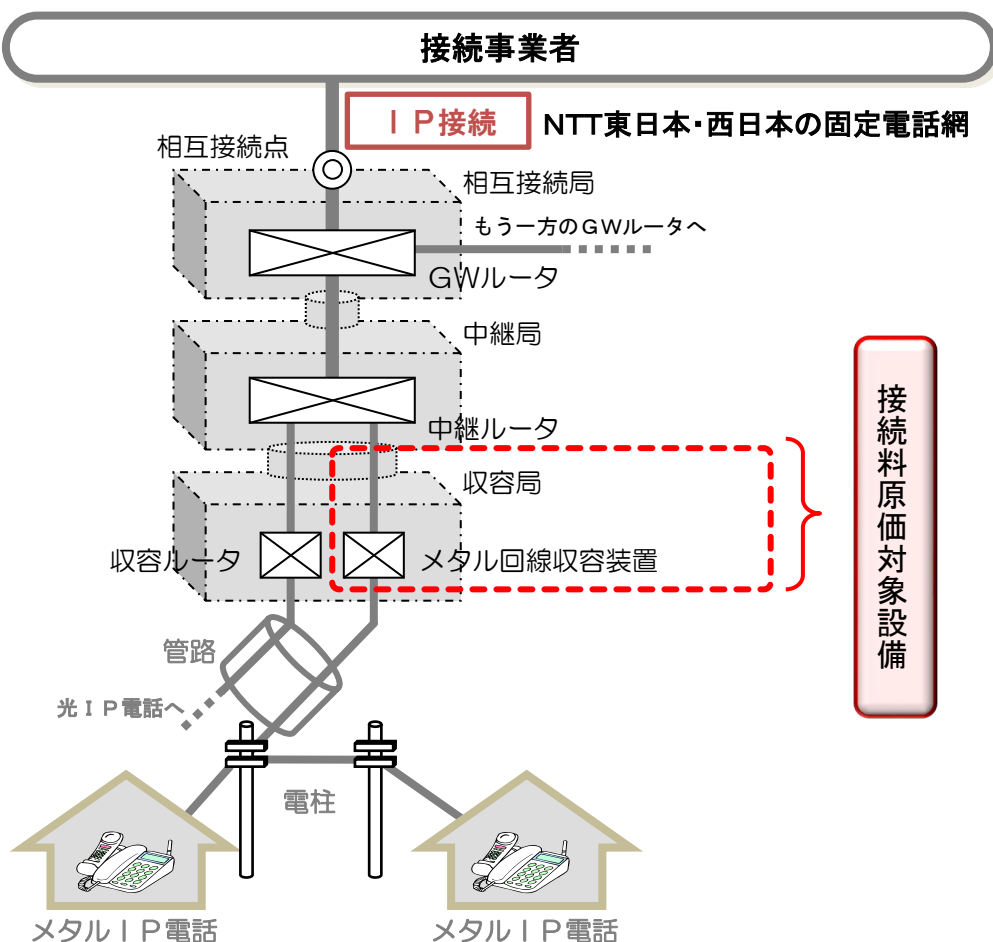 接続事業者
IP接続
NTT東日本・西日本の固定電話網
相互接続点
相互接続局
もう一方のGWルータへ
GWルータ
中継局
中継ルータ
収容局
収容ルータ
メタル回線収容装置
接続料原価対象設備
管路
光IP電話へ
電柱
メタルIP電話
メタルIP電話